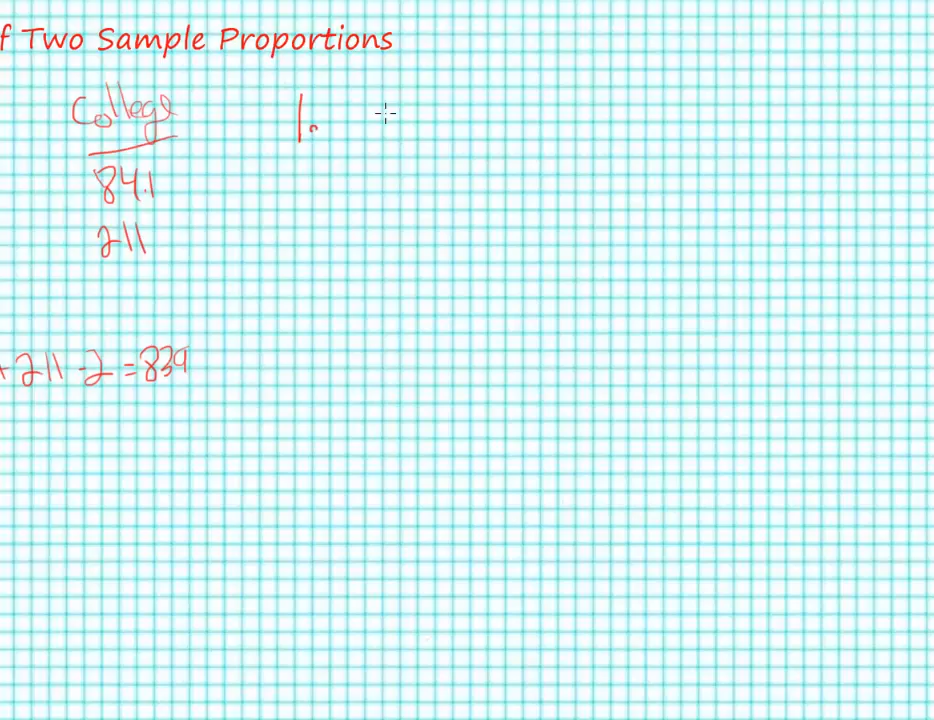 f Two Sample Proportions
College
1.
84.1
211
+ 211 - 2 = 839